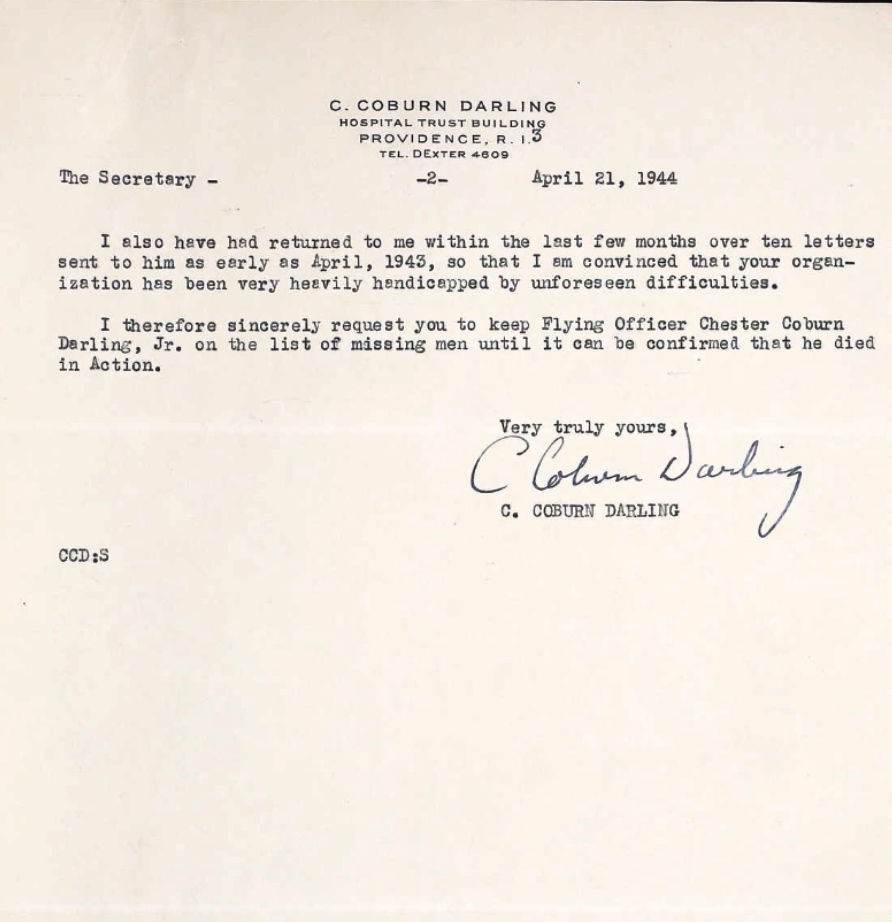 C. COBURN DARLING
HOSPITAL TRUST BUILDING
PROVIDENCE, R. I. 3
TEL. DEXTER 4609
The Secretary - -2- April 21, 1944
I also have had returned to me within the last few months over ten letters
sent to him as early as April, 1943, so that I am convinced that your organ-
ization has been very heavily handicapped by unforeseen difficulties.
I therefore sincerely request you to keep Flying Officer Chester Coburn
Darling, Jr. on the list of missing men until it can be confirmed that he died
in Action.
Very truly yours,
C Coburn Darling
C. COBURN DARLING
CCD:S